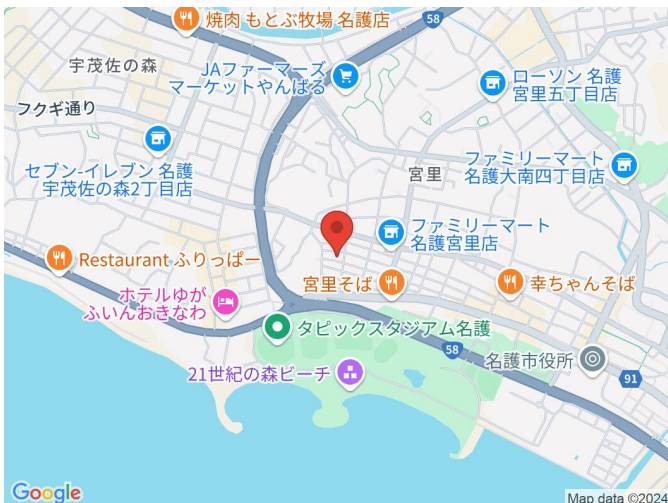 焼肉 もとぶ牧場 名護店
58
宇茂佐の森
JAファーマーズ
マーケットやんばる
ローソン 名護
宮里五丁目店
フクギ通り
セブン-イレブン 名護
宇茂佐の森2丁目店
宮里
ファミリーマート
名護大南四丁目店
ファミリーマート
名護宮里店
Restaurant ふりっぱー
宮里そば
幸ちゃんそば
ホテルゆが
ふいんおきなわ
タピックスタジアム名護
58
名護市役所
21世紀の森ビーチ
91
Google
Map data ©2024